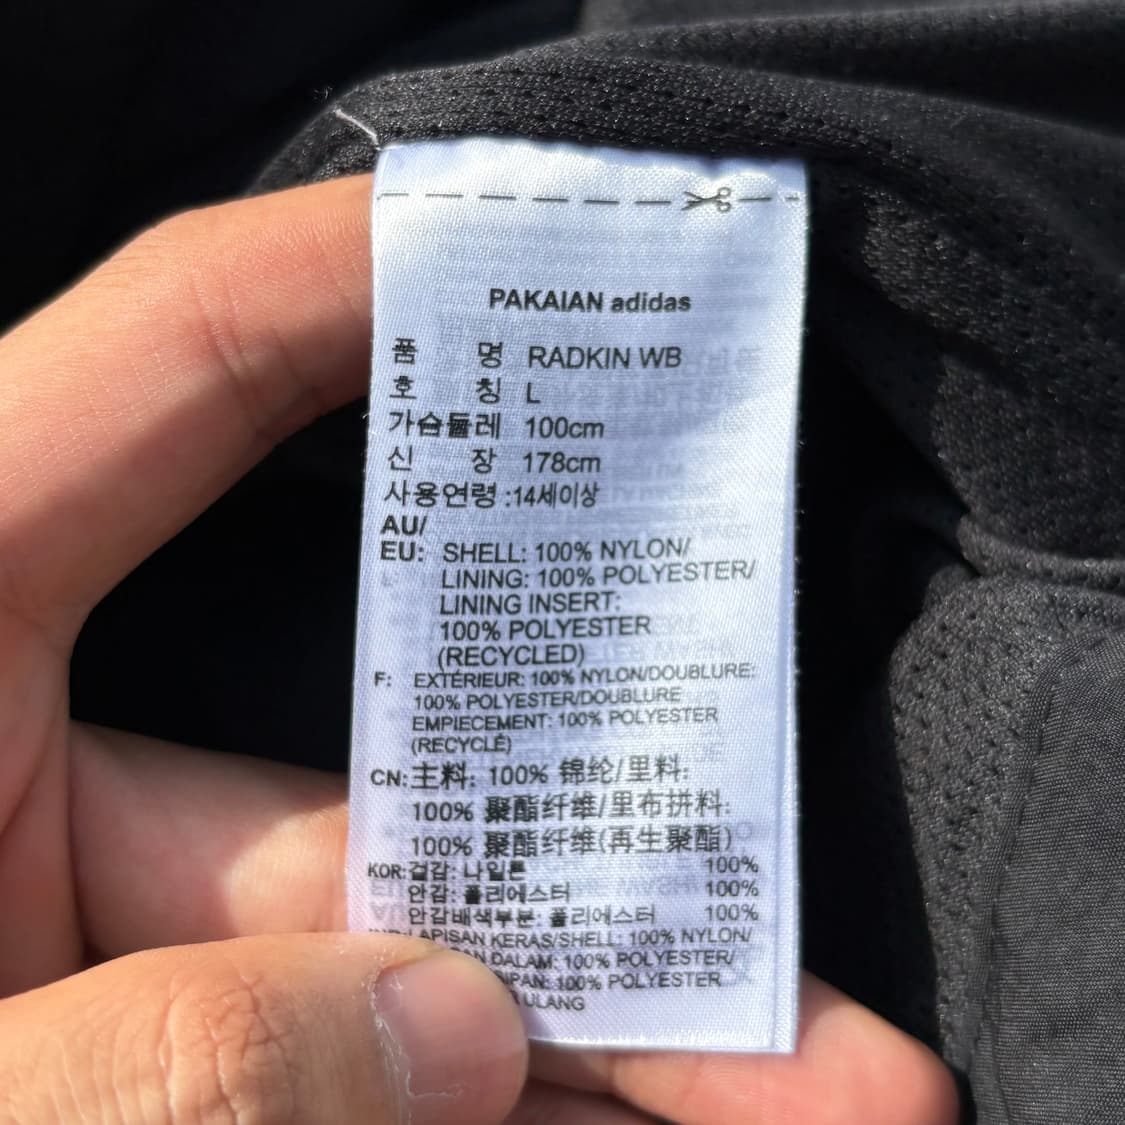 PAKAIAN adidas
품 명 RADKIN WB
호 칭 L
가슴둘레 100cm
신 장 178cm
사용연령 :14세이상
AU/
EU: SHELL: 100% NYLON/
LINING: 100% POLYESTER/
LINING INSERT:
100% POLYESTER
(RECYCLED)
F: EXTÉRIEUR: 100% NYLON/DOUBLURE:
100% POLYESTER/DOUBLURE
EMPIECEMENT: 100% POLYESTER
(RECYCLÉ)
CN:主料: 100% 锦纶/里料:
100% 聚酯纤维/里布拼料:
100% 聚酯纤维(再生聚酯)
KOR:겉감: 나일론 100%
안감: 폴리에스터 100%
안감배색부분: 폴리에스터 100%
LAPISAN KERAS/SHELL: 100% NYLON/
DALAM: 100% POLYESTER/
100% POLYESTER
ULANG